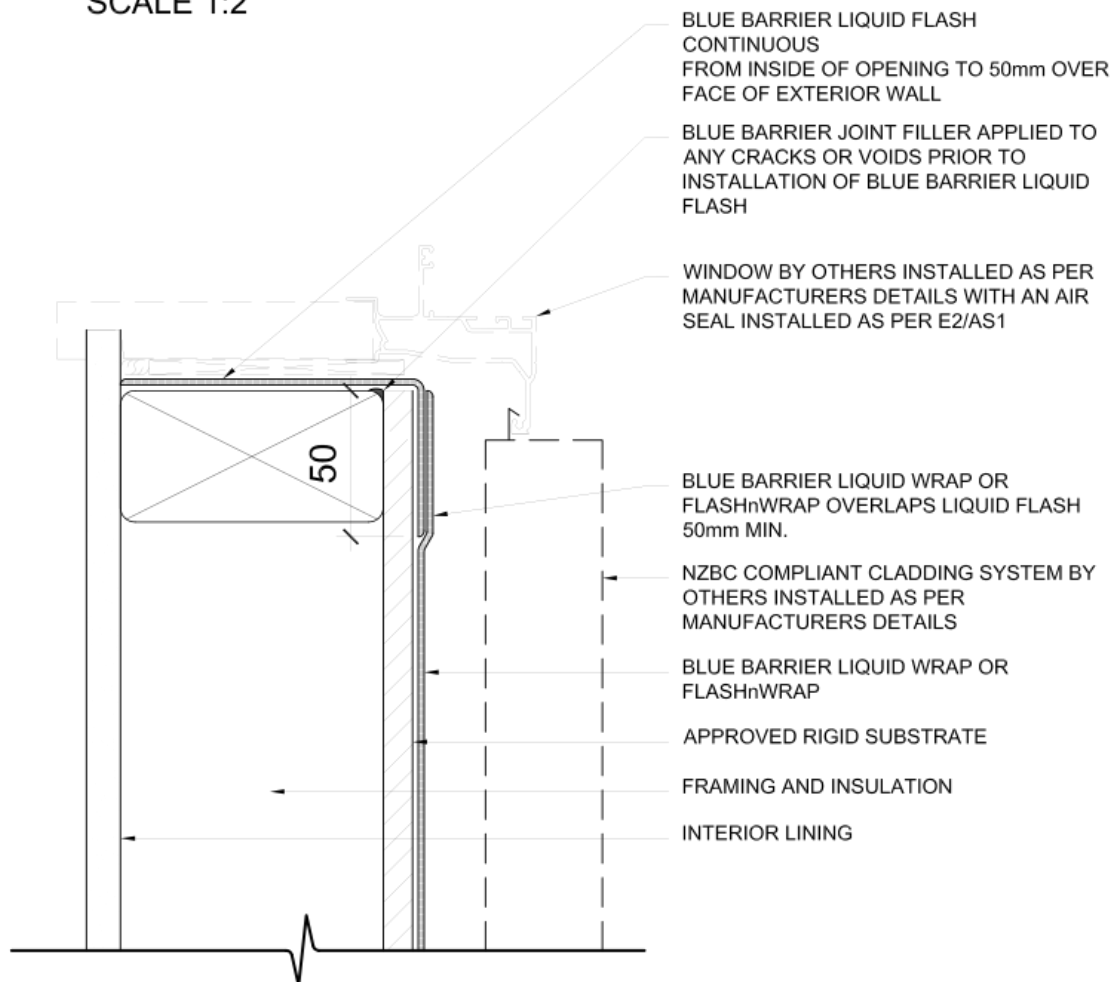 SCALE 1:2
BLUE BARRIER LIQUID FLASH
CONTINUOUS
FROM INSIDE OF OPENING TO 50mm OVER
FACE OF EXTERIOR WALL
BLUE BARRIER JOINT FILLER APPLIED TO
ANY CRACKS OR VOIDS PRIOR TO
INSTALLATION OF BLUE BARRIER LIQUID
FLASH
WINDOW BY OTHERS INSTALLED AS PER
MANUFACTURERS DETAILS WITH AN AIR
SEAL INSTALLED AS PER E2/AS1
50
BLUE BARRIER LIQUID WRAP OR
FLASHnWRAP OVERLAPS LIQUID FLASH
50mm MIN.
NZBC COMPLIANT CLADDING SYSTEM BY
OTHERS INSTALLED AS PER
MANUFACTURERS DETAILS
BLUE BARRIER LIQUID WRAP OR
FLASHnWRAP
APPROVED RIGID SUBSTRATE
FRAMING AND INSULATION
INTERIOR LINING